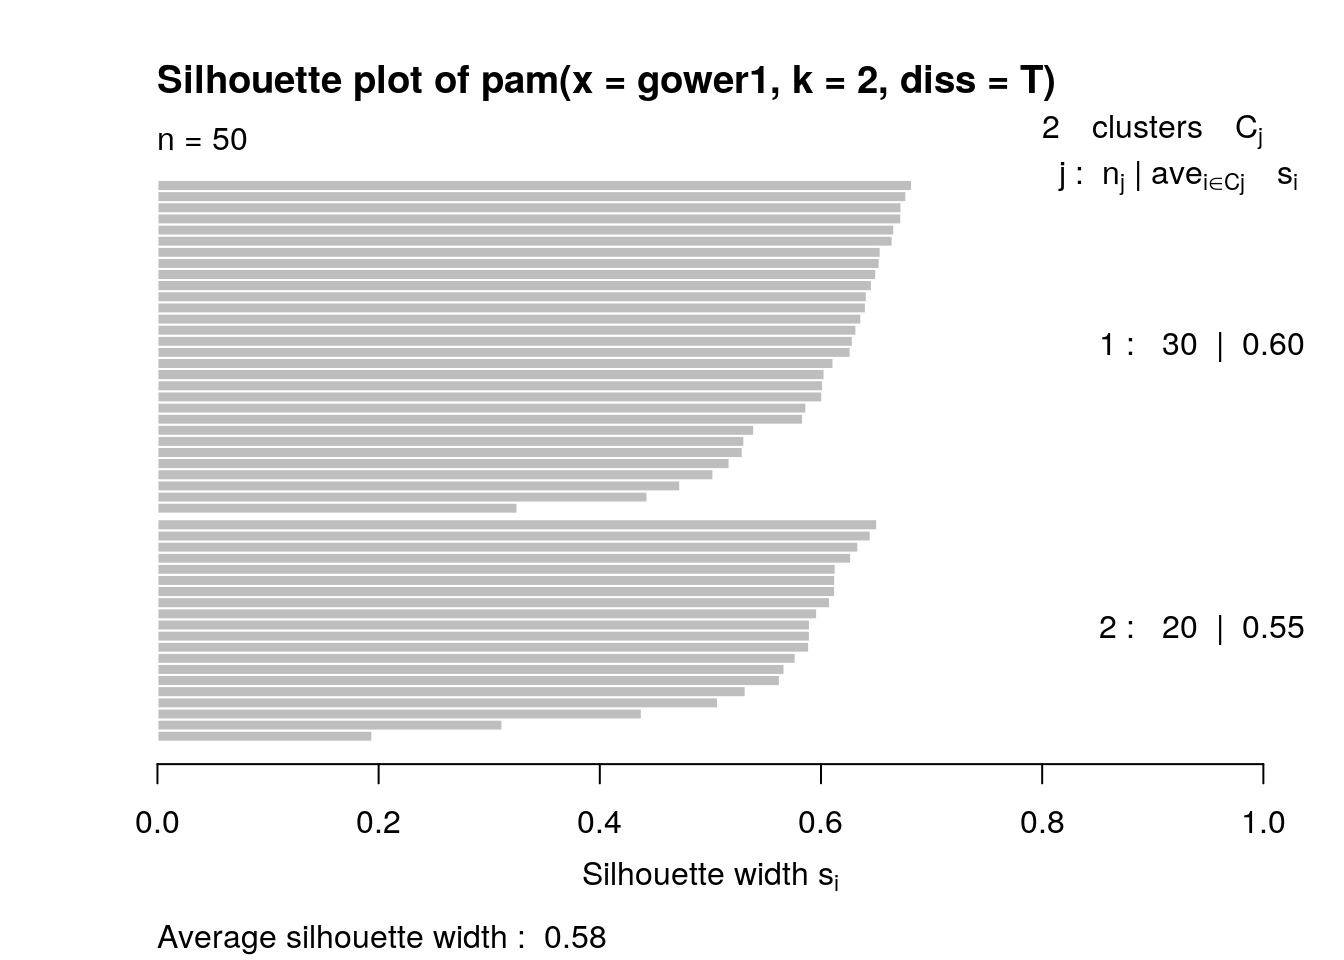 Silhouette plot of pam(x = gower1, k = 2, diss = T)
n = 50
2 clusters Cj
j : nj | avei∈Cj si
1 : 30 | 0.60
2 : 20 | 0.55
0.0 0.2 0.4 0.6 0.8 1.0
Silhouette width si
Average silhouette width : 0.58